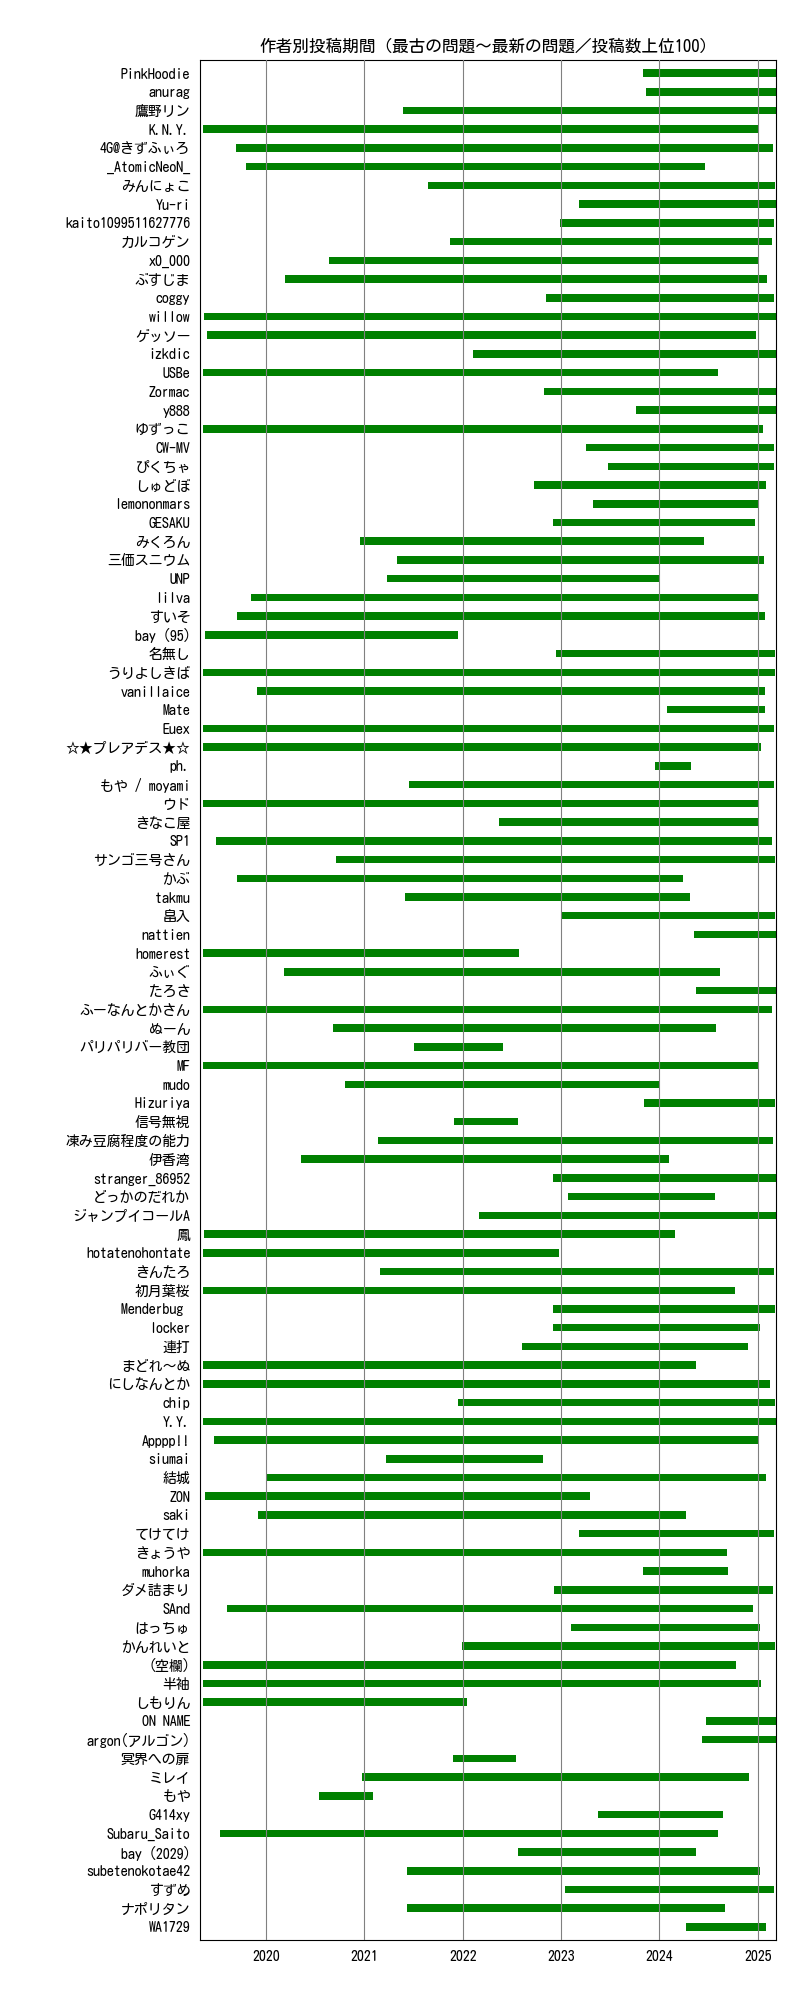 作者別投稿期間（最古の問題～最新の問題／投稿数上位100）
PinkHoodie
anurag
鷹野リン
K.N.Y.
4G@きずふぃろ
_AtomicNeoN_
みんにょこ
Yu-ri
kaito1099511627776
カルコゲン
x0_000
ぶすじま
coggy
willow
ゲッソー
izkdic
USBe
Zormac
y888
ゆずっこ
CW-MV
ぴくちゃ
しゅどぼ
lemononmars
GESAKU
みくろん
三価スニウム
UNP
lilva
すいそ
bay (95)
名無し
うりよしきば
vanillaice
Mate
Euex
☆★プレアデス★☆
ph.
もや / moyami
ウド
きなこ屋
SP1
サンゴ三号さん
かぶ
takmu
畠入
nattien
homerest
ふぃぐ
たろさ
ふーなんとかさん
ぬーん
パリパリバー教団
MF
mudo
Hizuriya
信号無視
凍み豆腐程度の能力
伊香湾
stranger_86952
どっかのだれか
ジャンプイコールA
鳳
hotatenohontate
きんたろ
初月葉桜
Menderbug
locker
連打
まどれ～ぬ
にしなんとか
chip
Y.Y.
Appppl!
siumai
結城
ZON
saki
てけてけ
きょうや
muhorka
ダメ詰まり
SAnd
はっちゅ
かんれいと
(空欄)
半袖
しもりん
ON NAME
argon(アルゴン)
冥界への扉
ミレイ
もや
G414xy
Subaru_Saito
bay (2029)
subetenokotae42
すずめ
ナポリタン
WA1729
2020 2021 2022 2023 2024 2025